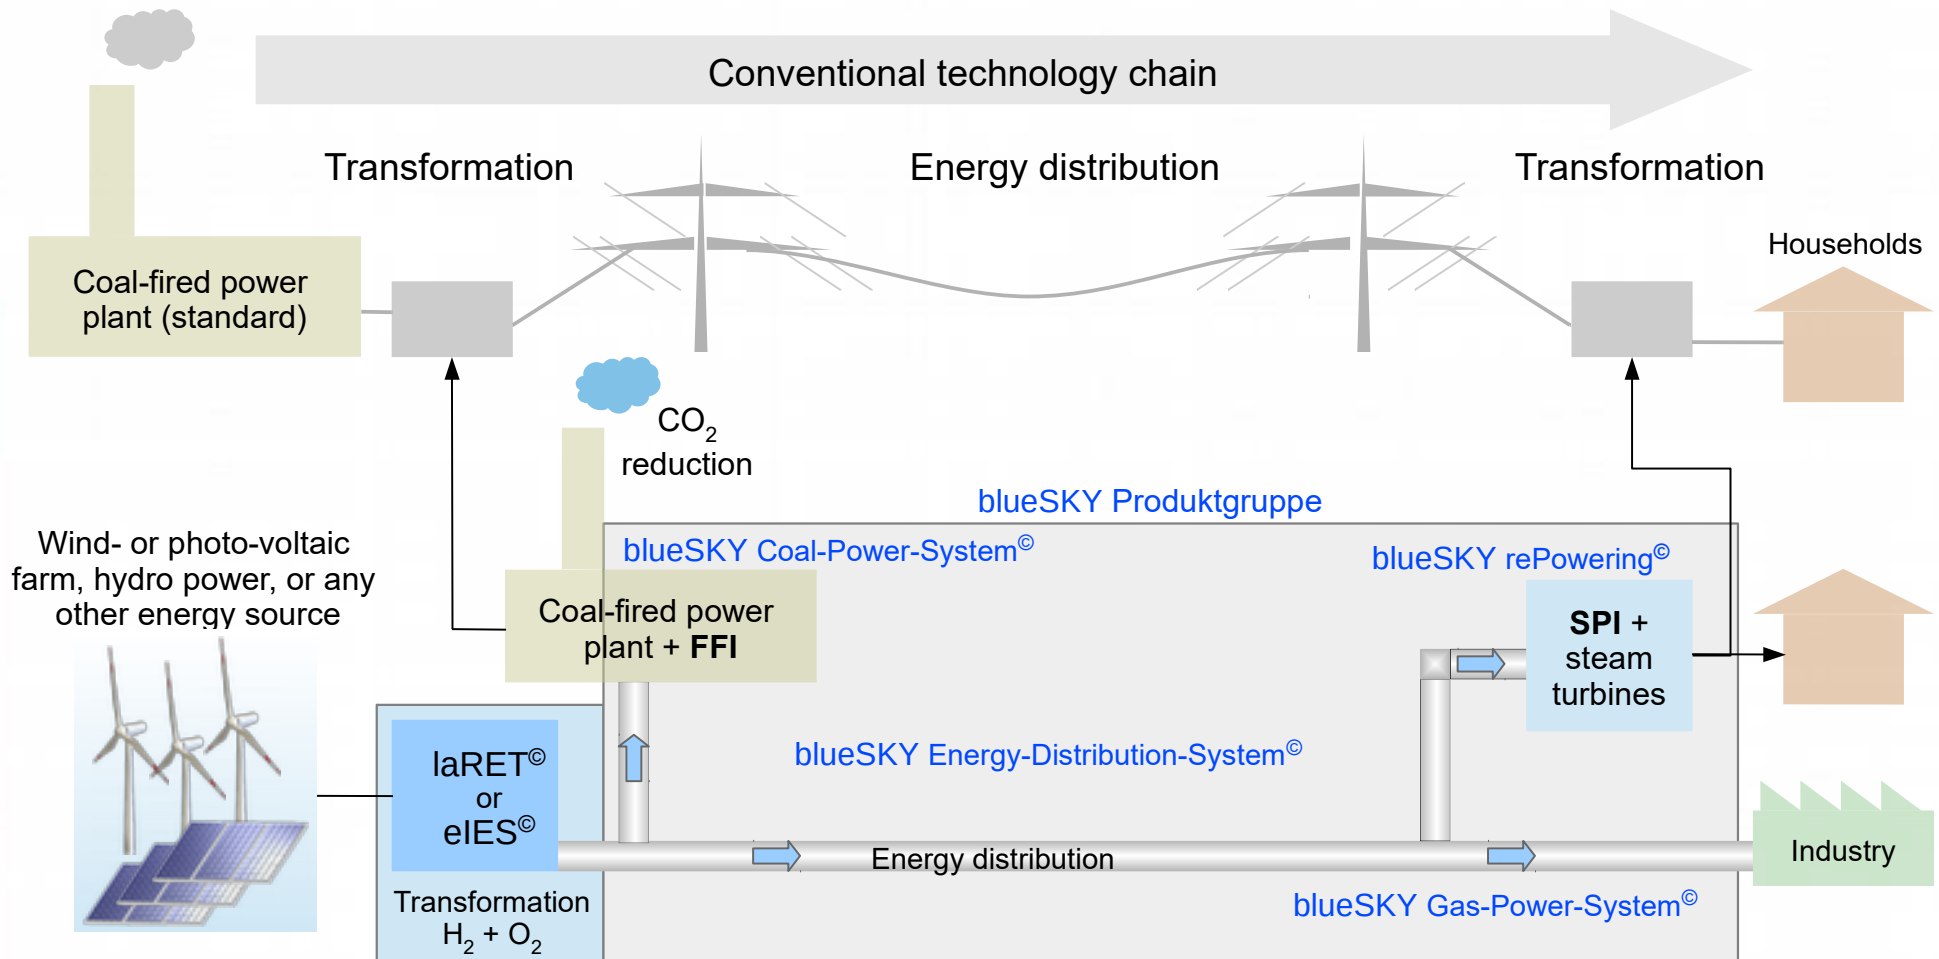 Conventional technology chain
Transformation
Energy distribution
Transformation
Households
Coal-fired power
plant (standard)
CO2
reduction
blueSKY Produktgruppe
Wind- or photo-voltaic
farm, hydro power, or any
other energy source
blueSKY Coal-Power-System©
blueSKY rePowering©
Coal-fired power
plant + FFI
SPI +
steam
turbines
laRET©
or
eIES©
blueSKY Energy-Distribution-System©
Energy distribution
Industry
Transformation
H2 + O2
blueSKY Gas-Power-System©